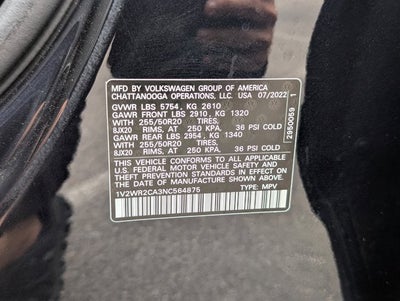 MFD BY VOLKSWAGEN GROUP OF AMERICA
CHATTANOOGA OPERATIONS, LLC. USA 07/2022
GVWR LBS 5754, KG 2610
GAWR FRONT LBS 2910, KG 1320
WITH 255/50R20 TIRES,
8JX20 RIMS, AT 250 KPA, 36 PSI COLD
GAWR REAR LBS 2954, KG 1340
WITH 255/50R20 TIRES,
8JX20 RIMS, AT 250 KPA, 36 PSI COLD
THIS VEHICLE CONFORMS TO ALL APPLICABLE
FEDERAL MOTOR VEHICLE SAFETY AND
THEFT PREVENTION STANDARDS IN EFFECT
ON THE DATE OF MANUFACTURE SHOWN ABOVE.
1V2WR2CA3NC564875 TYPE: MPV
2950059 1